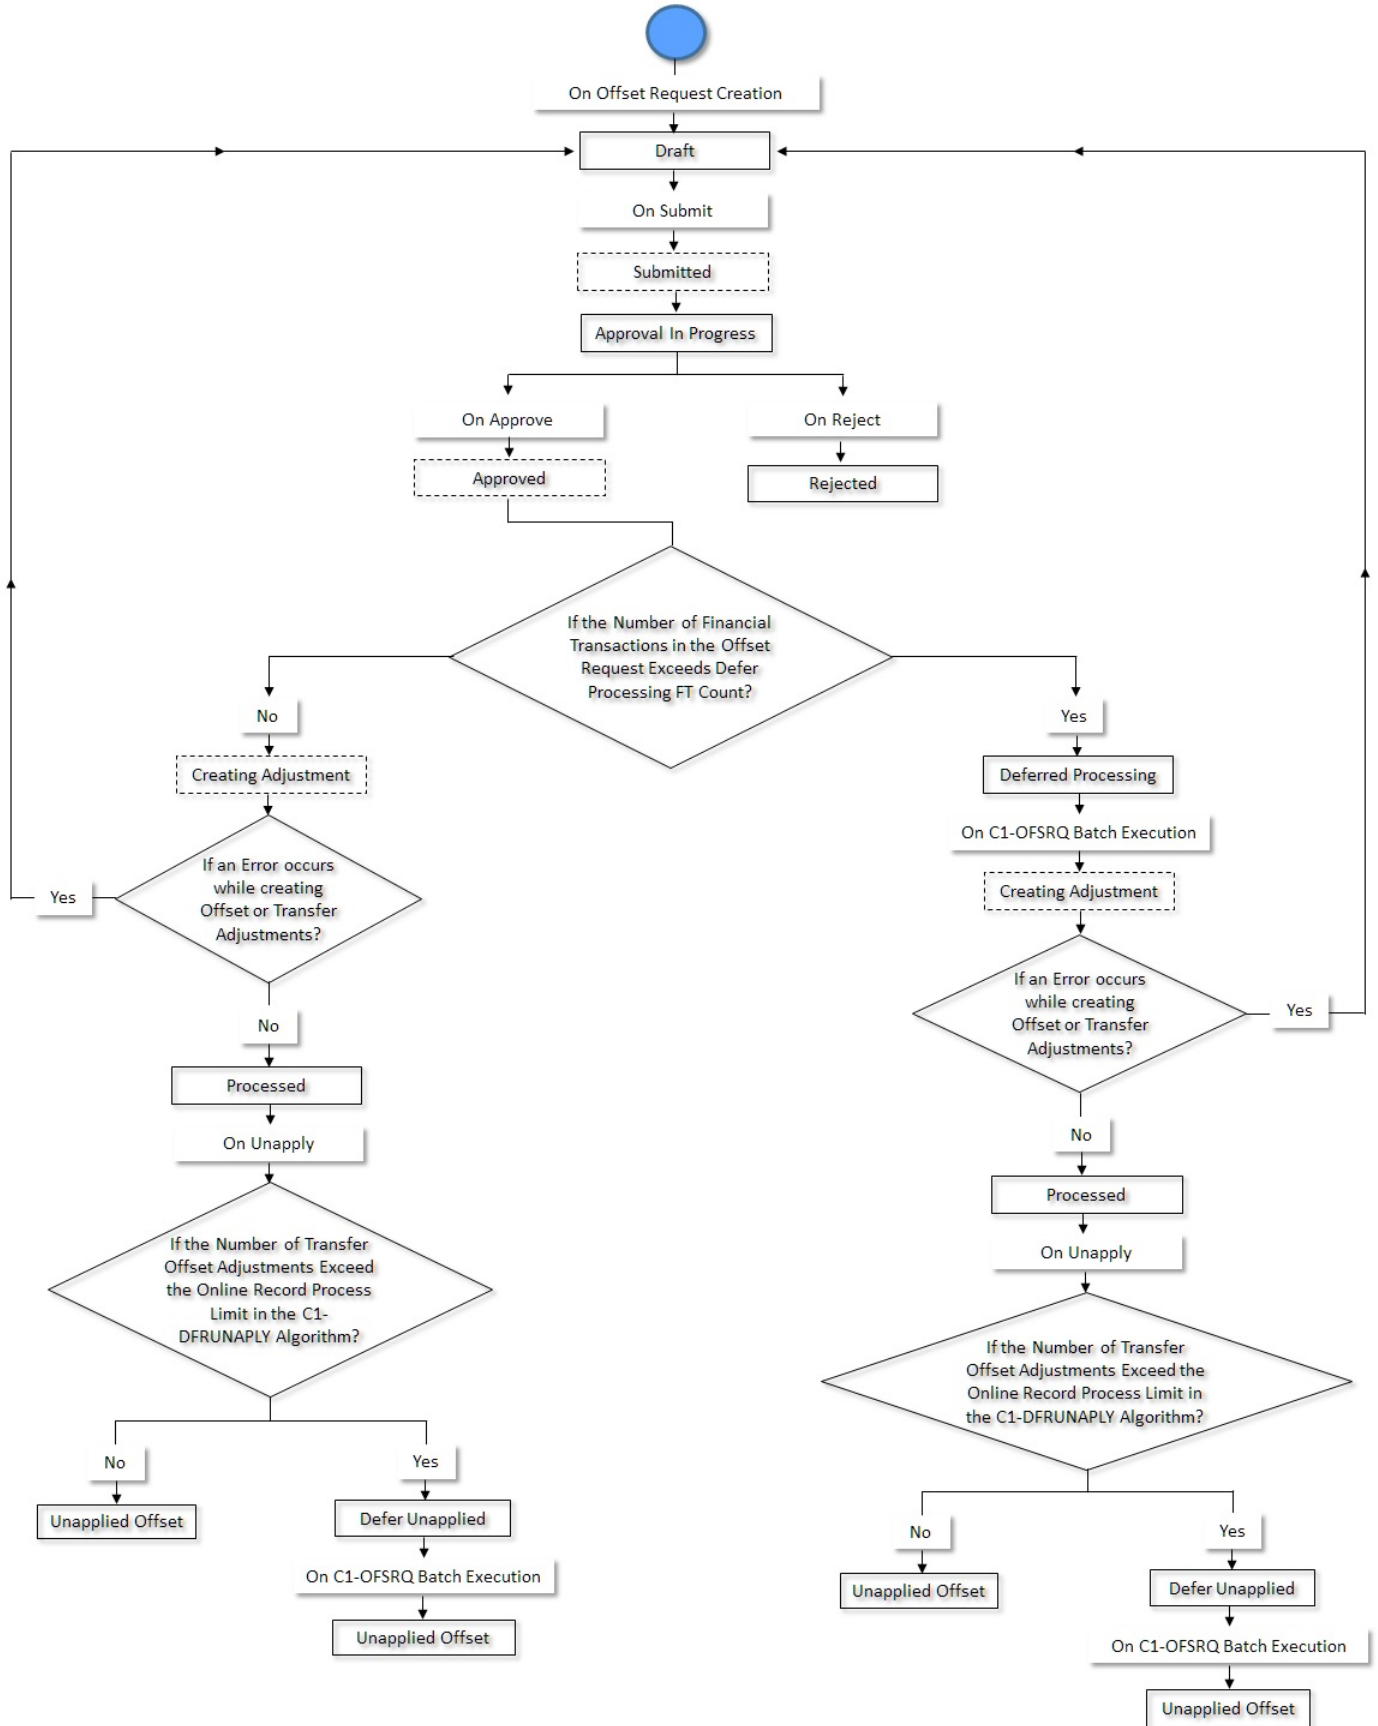 On Offset Request Creation
Draft
On Submit
Submitted
Approval In Progress
On Approve
On Reject
Approved
Rejected
If the Number of Financial
Transactions in the Offset
Request Exceeds Defer
Processing FT Count?
No
Yes
Creating Adjustment
Deferred Processing
On C1-OFSRQ Batch Execution
If an Error occurs
while creating
Offset or Transfer
Adjustments?
Yes
Creating Adjustment
If an Error occurs
while creating
Offset or Transfer
Adjustments?
Yes
No
Processed
On Unapply
No
Processed
On Unapply
If the Number of Transfer
Offset Adjustments Exceed
the Online Record Process
Limit in the C1-
DFRUNAPLY Algorithm?
If the Number of Transfer
Offset Adjustments Exceed the
Online Record Process Limit in
the C1-DFRUNAPLY Algorithm?
No
Yes
Unapplied Offset
Defer Unapplied
On C1-OFSRQ Batch Execution
Unapplied Offset
No
Yes
Unapplied Offset
Defer Unapplied
On C1-OFSRQ Batch Execution
Unapplied Offset